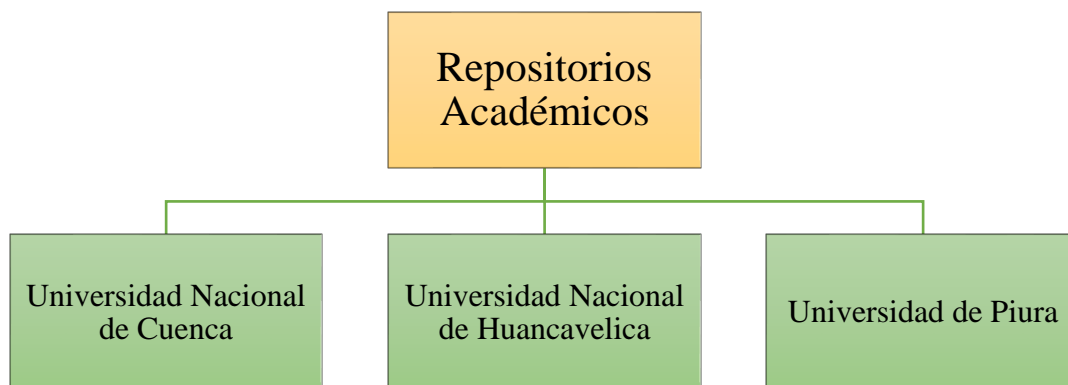 Repositorios
Académicos
Universidad Nacional
de Cuenca
Universidad Nacional
de Huancavelica
Universidad de Piura